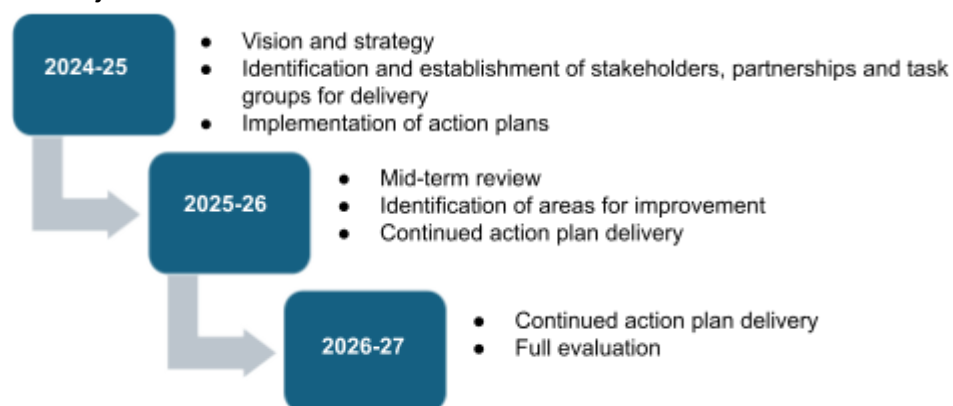 2024-25
● Vision and strategy
● Identification and establishment of stakeholders, partnerships and task
groups for delivery
● Implementation of action plans
2025-26
● Mid-term review
● Identification of areas for improvement
● Continued action plan delivery
2026-27
● Continued action plan delivery
● Full evaluation